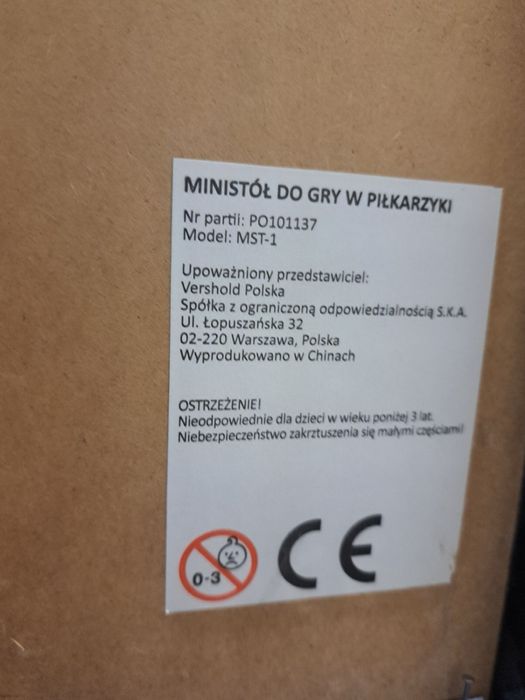 MINISTÓŁ DO GRY W PIŁKARZYKI
Nr partii: PO101137
Model: MST-1
Upoważniony przedstawiciel:
Vershold Polska
Spółka z ograniczoną odpowiedzialnością S.K.A.
Ul. Łopuszańska 32
02-220 Warszawa, Polska
Wyprodukowano w Chinach
OSTRZEŻENIE!
Nieodpowiednie dla dzieci w wieku poniżej 3 lat.
Niebezpieczeństwo zakrztuszenia się małymi częściami!
0-3
CE